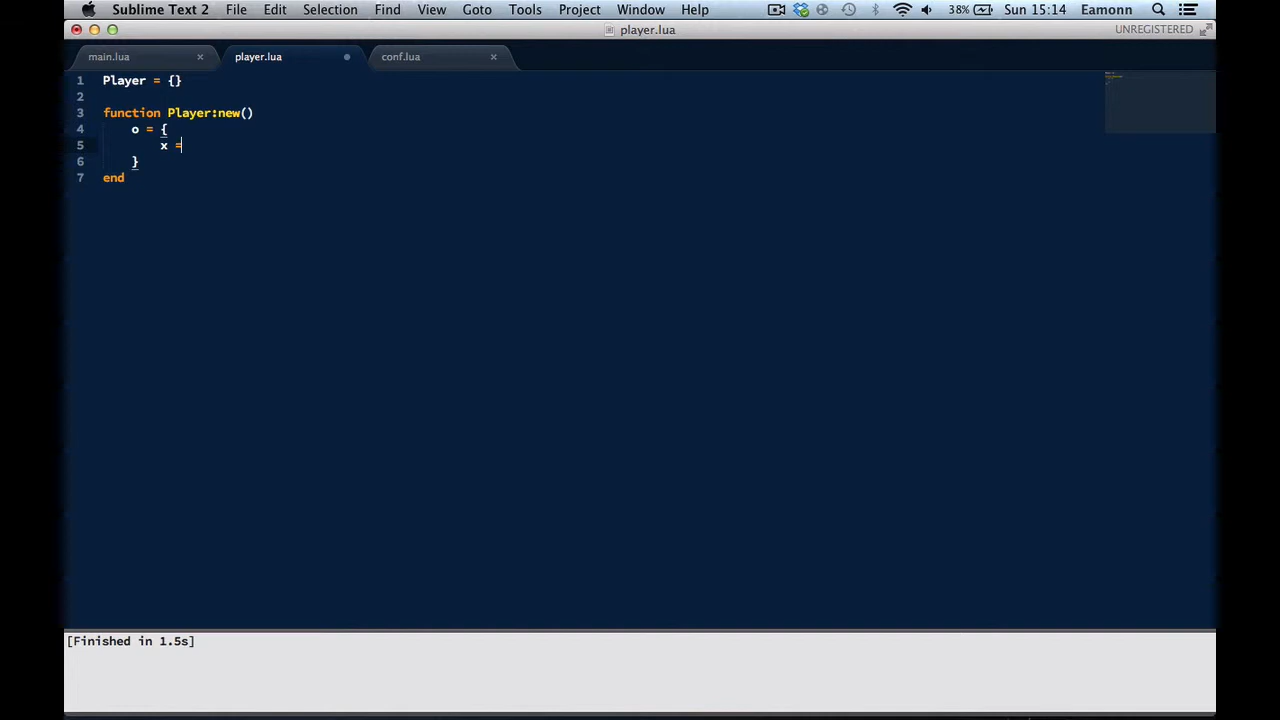 Sublime Text 2 File Edit Selection Find View Goto Tools Project Window Help 38% Sun 15:14 Eamonn
player.lua UNREGISTERED
main.lua player.lua conf.lua
1 Player = {}
2
3 function Player:new()
4 o = {
5 x =
6 }
7 end
[Finished in 1.5s]